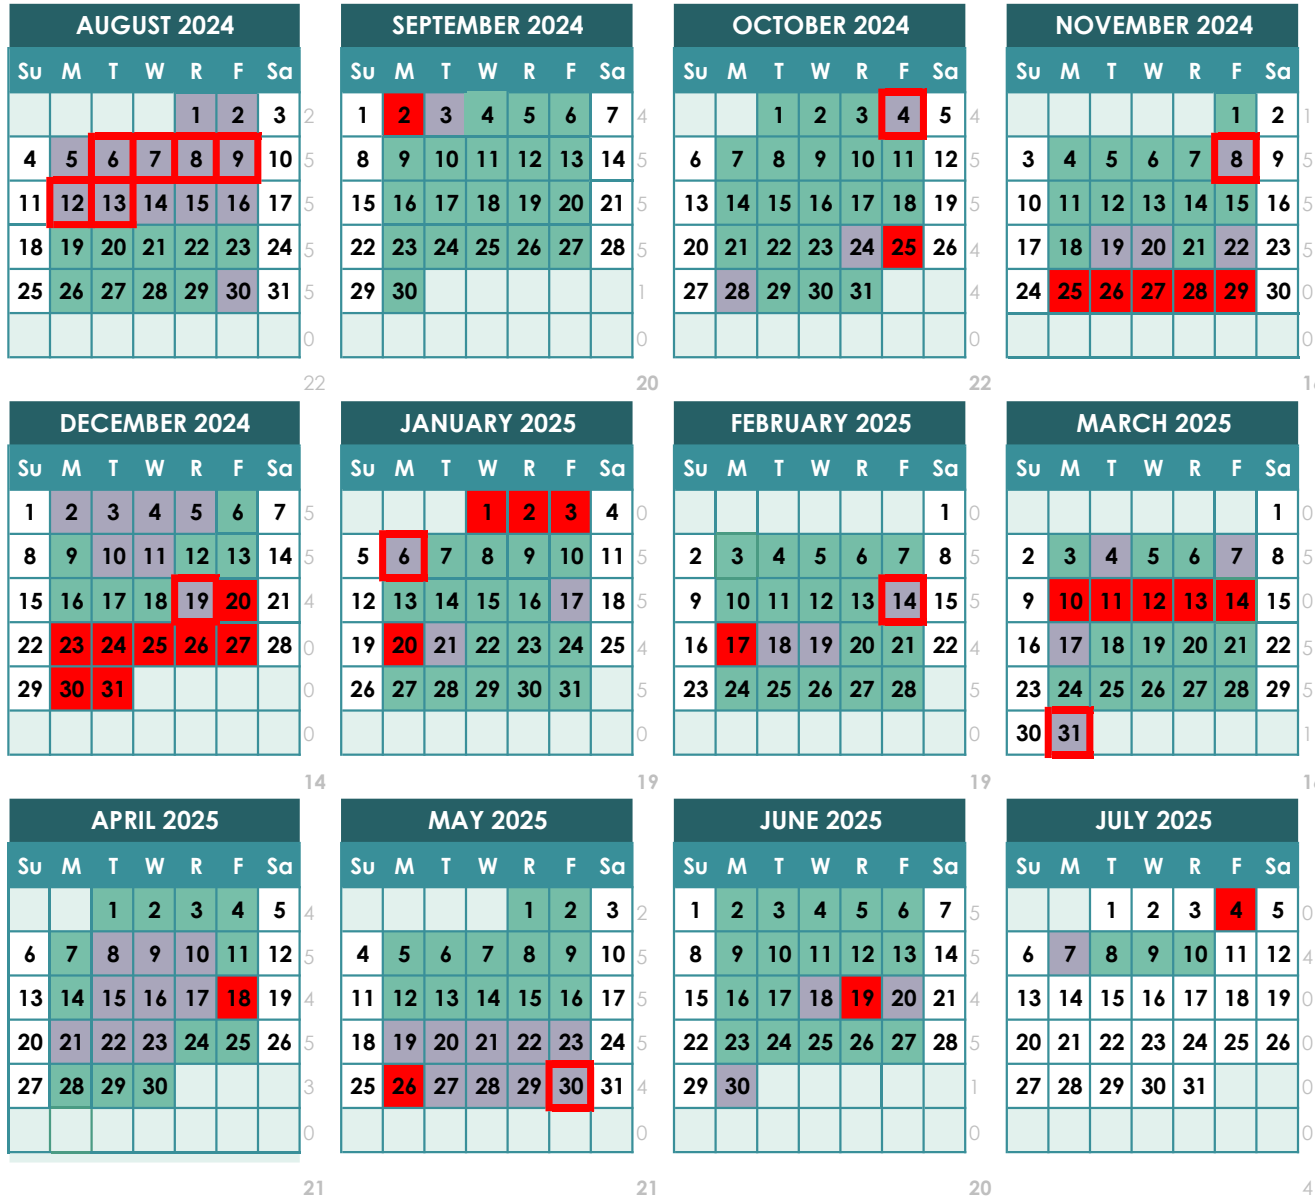 AUGUST 2024 SEPTEMBER 2024 OCTOBER 2024 NOVEMBER 2024
Su M T W R F Sa Su M T W R F Sa Su M T W R F Sa Su M T W R F Sa
1 2 3 2 1 2 3 4 5 6 7 4 1 2 3 4 5 4 1 2 1
4 5 6 7 8 9 10 5 8 9 10 11 12 13 14 5 6 7 8 9 10 11 12 5 3 4 5 6 7 8 9 5
11 12 13 14 15 16 17 5 15 16 17 18 19 20 21 5 13 14 15 16 17 18 19 5 10 11 12 13 14 15 16 5
18 19 20 21 22 23 24 5 22 23 24 25 26 27 28 5 20 21 22 23 24 25 26 4 17 18 19 20 21 22 23 5
25 26 27 28 29 30 31 5 29 30 1 27 28 29 30 31 4 24 25 26 27 28 29 30 0
0 0 0
22 20 22
DECEMBER 2024 JANUARY 2025 FEBRUARY 2025 MARCH 2025
Su M T W R F Sa Su M T W R F Sa Su M T W R F Sa Su M T W R F Sa
1 2 3 4 5 6 7 5 1 2 3 4 0 1 0 1 0
8 9 10 11 12 13 14 5 5 6 7 8 9 10 11 5 2 3 4 5 6 7 8 5 2 3 4 5 6 7 8 5
15 16 17 18 19 20 21 4 12 13 14 15 16 17 18 5 9 10 11 12 13 14 15 5 9 10 11 12 13 14 15 0
22 23 24 25 26 27 28 0 19 20 21 22 23 24 25 4 16 17 18 19 20 21 22 4 16 17 18 19 20 21 22 5
29 30 31 0 26 27 28 29 30 31 5 23 24 25 26 27 28 5 23 24 25 26 27 28 29 5
0 0 0 30 31 1
14 19 19
APRIL 2025 MAY 2025 JUNE 2025 JULY 2025
Su M T W R F Sa Su M T W R F Sa Su M T W R F Sa Su M T W R F Sa
1 2 3 4 5 4 1 2 3 2 1 2 3 4 5 6 7 5 1 2 3 4 5 0
6 7 8 9 10 11 12 5 4 5 6 7 8 9 10 5 8 9 10 11 12 13 14 5 6 7 8 9 10 11 12 4
13 14 15 16 17 18 19 4 11 12 13 14 15 16 17 5 15 16 17 18 19 20 21 4 13 14 15 16 17 18 19 0
20 21 22 23 24 25 26 5 18 19 20 21 22 23 24 5 22 23 24 25 26 27 28 5 20 21 22 23 24 25 26 0
27 28 29 30 3 25 26 27 28 29 30 31 4 29 30 1 27 28 29 30 31 0
0 0 0 0
21 21 20 4